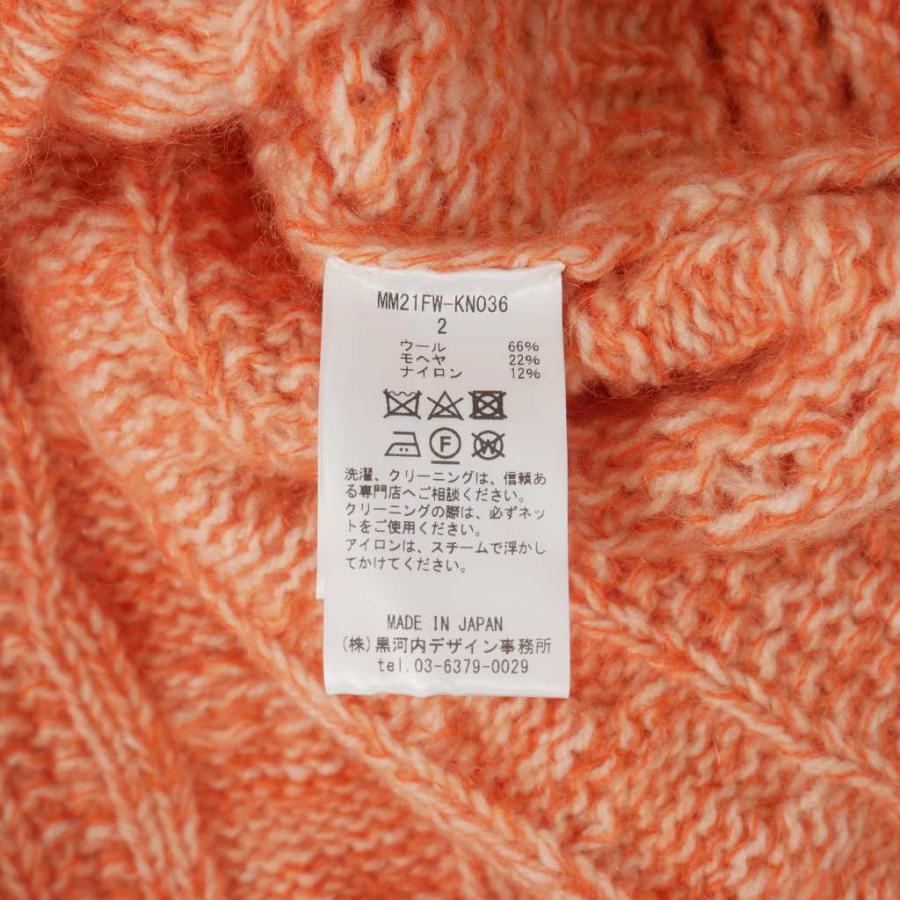 MM21FW-KN036
2
ウール 66%
モヘヤ 22%
ナイロン 12%
F
W
洗濯、クリーニングは、信頼あ
る専門店へご相談ください。
クリーニングの際は、必ずネッ
トをご使用ください。
アイロンは、スチームで浮かし
てかけてください。
MADE IN JAPAN
(株)黒河内デザイン事務所
tel.03-6379-0029